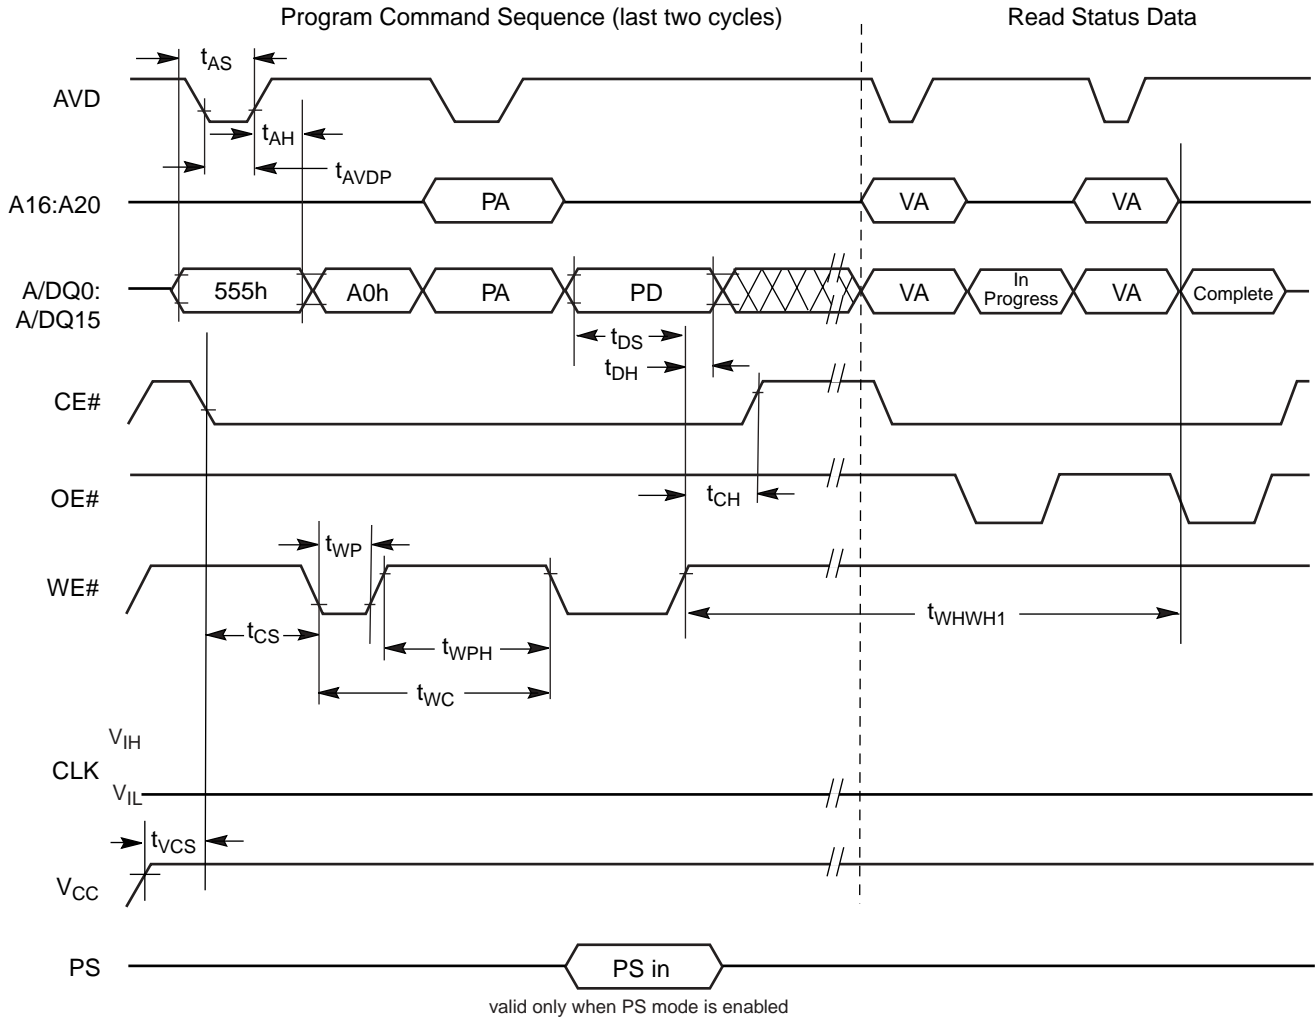 Program Command Sequence (last two cycles)
Read Status Data
tAS
AVD
tAH
tAVDP
A16:A20
PA
VA
VA
A/DQ0:
A/DQ15
555h
A0h
PA
PD
VA
In
Progress
VA
Complete
tDS
tDH
CE#
OE#
tCH
tWP
WE#
tWHWH1
tCS
tWPH
tWC
VIH
CLK
VIL
tVCS
VCC
PS
PS in
valid only when PS mode is enabled